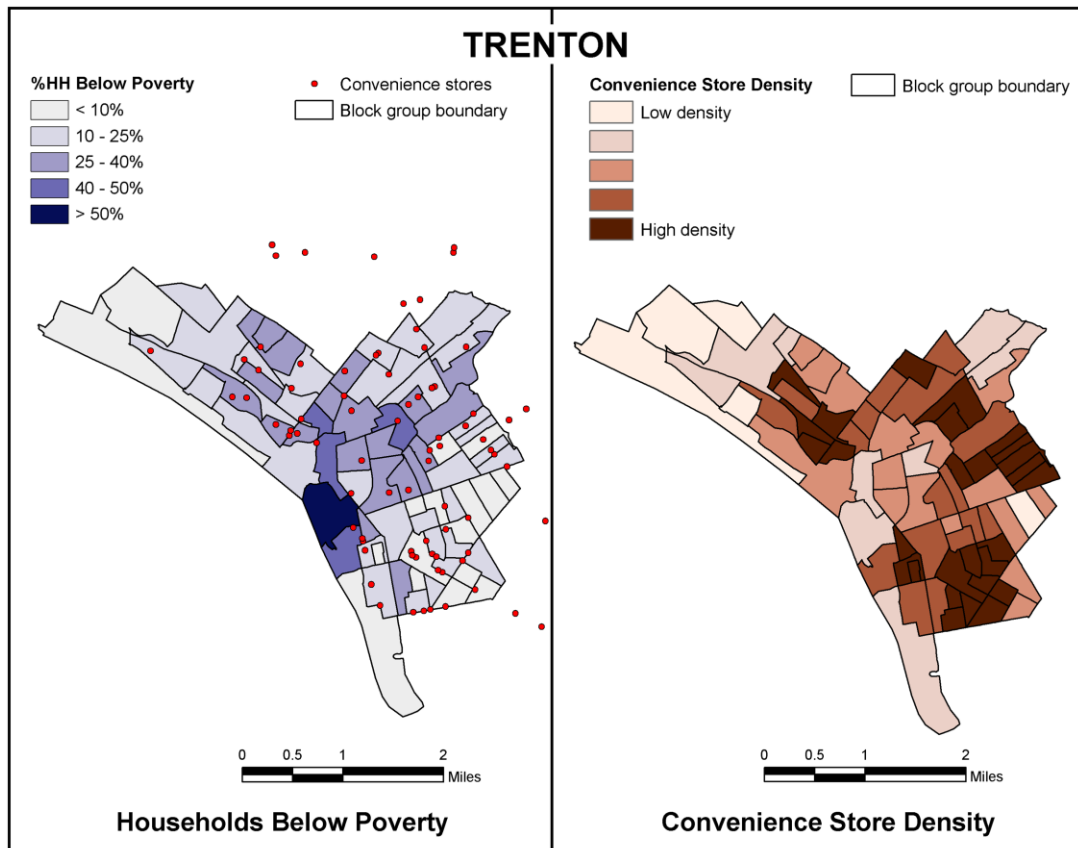 TRENTON
%HH Below Poverty
< 10%
10 - 25%
25 - 40%
40 - 50%
> 50%
Convenience stores
Block group boundary
0 0.5 1 2
Miles
Households Below Poverty
Convenience Store Density
Low density
High density
Block group boundary
0 0.5 1 2
Miles
Convenience Store Density